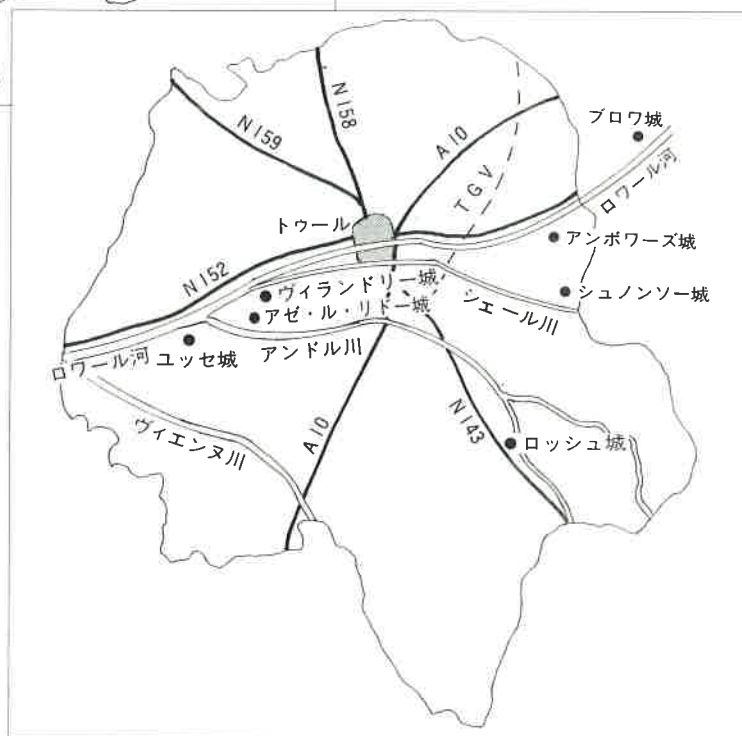 N158
N159
A10
ブロワ城
TGV
ロワール河
トゥール
アンボワーズ城
N152
ヴィランドリー城
シュノンソー城
アゼ・ル・リドー城
シェール川
ロワール河
ユッセ城
アンドル川
ヴィエンヌ川
A10
N143
ロッシュ城